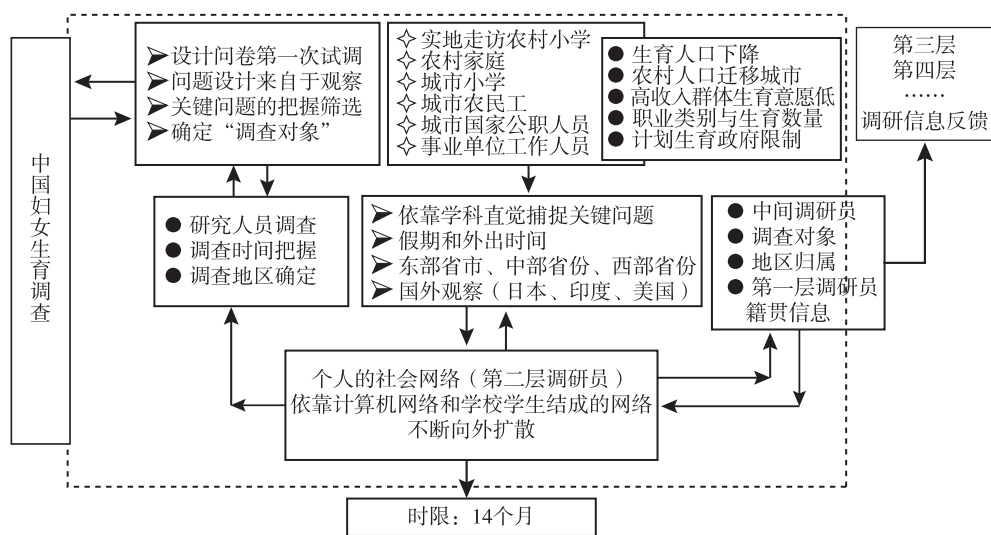 中国妇女生育调查
➢设计问卷第一次试调
➢问题设计来自于观察
➢关键问题的把握筛选
➢确定“调查对象”
✧实地走访农村小学
✧农村家庭
✧城市小学
✧城市农民工
✧城市国家公职人员
✧事业单位工作人员
●生育人口下降
●农村人口迁移城市
●高收入群体生育意愿低
●职业类别与生育数量
●计划生育政府限制
第三层
第四层
……
调研信息反馈
●研究人员调查
●调查时间把握
●调查地区确定
➢依靠学科直觉捕捉关键问题
➢假期和外出时间
➢东部省市、中部省份、西部省份
➢国外观察（日本、印度、美国）
●中间调研员
●调查对象
●地区归属
●第一层调研员
籍贯信息
个人的社会网络（第二层调研员）
依靠计算机网络和学校学生结成的网络
不断向外扩散
时限：14个月